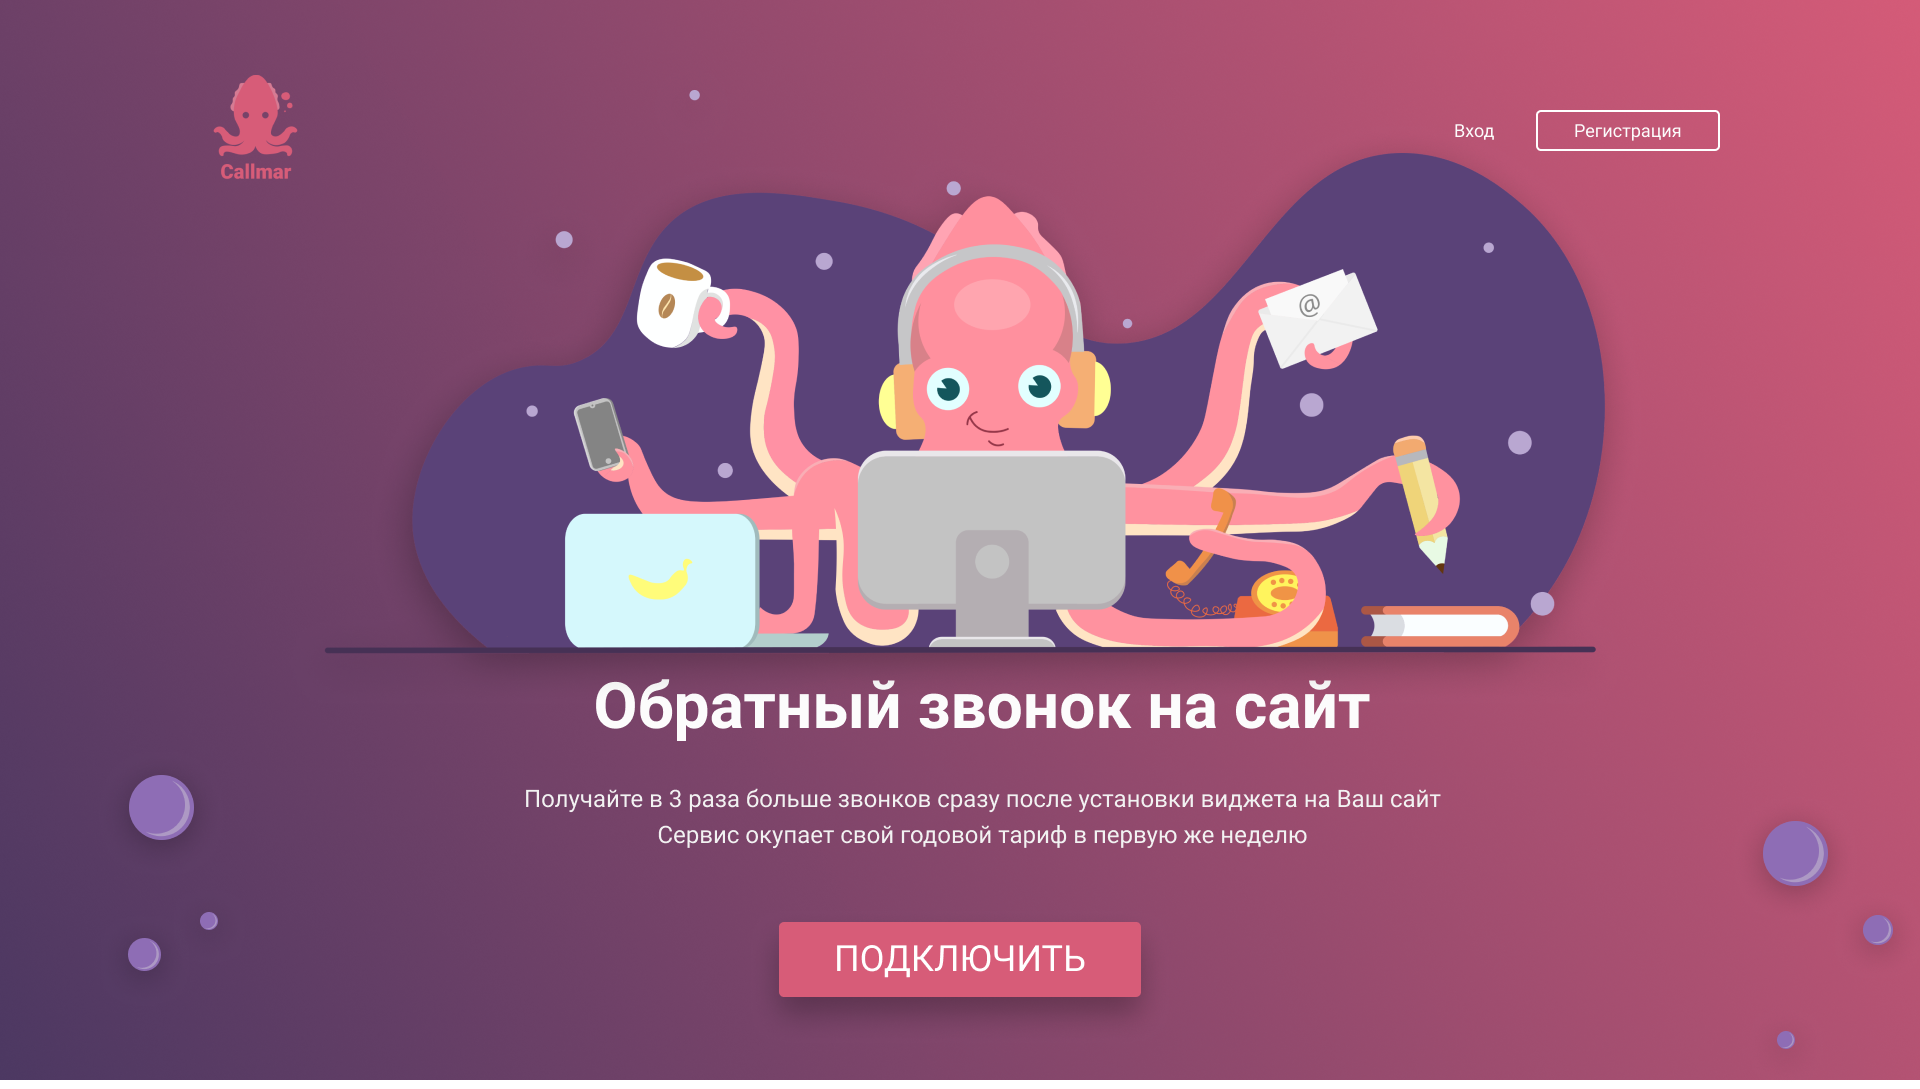 Callmar
Вход
Регистрация
@
Обратный звонок на сайт
Получайте в 3 раза больше звонков сразу после установки виджета на Ваш сайт
Сервис окупает свой годовой тариф в первую же неделю
ПОДКЛЮЧИТЬ